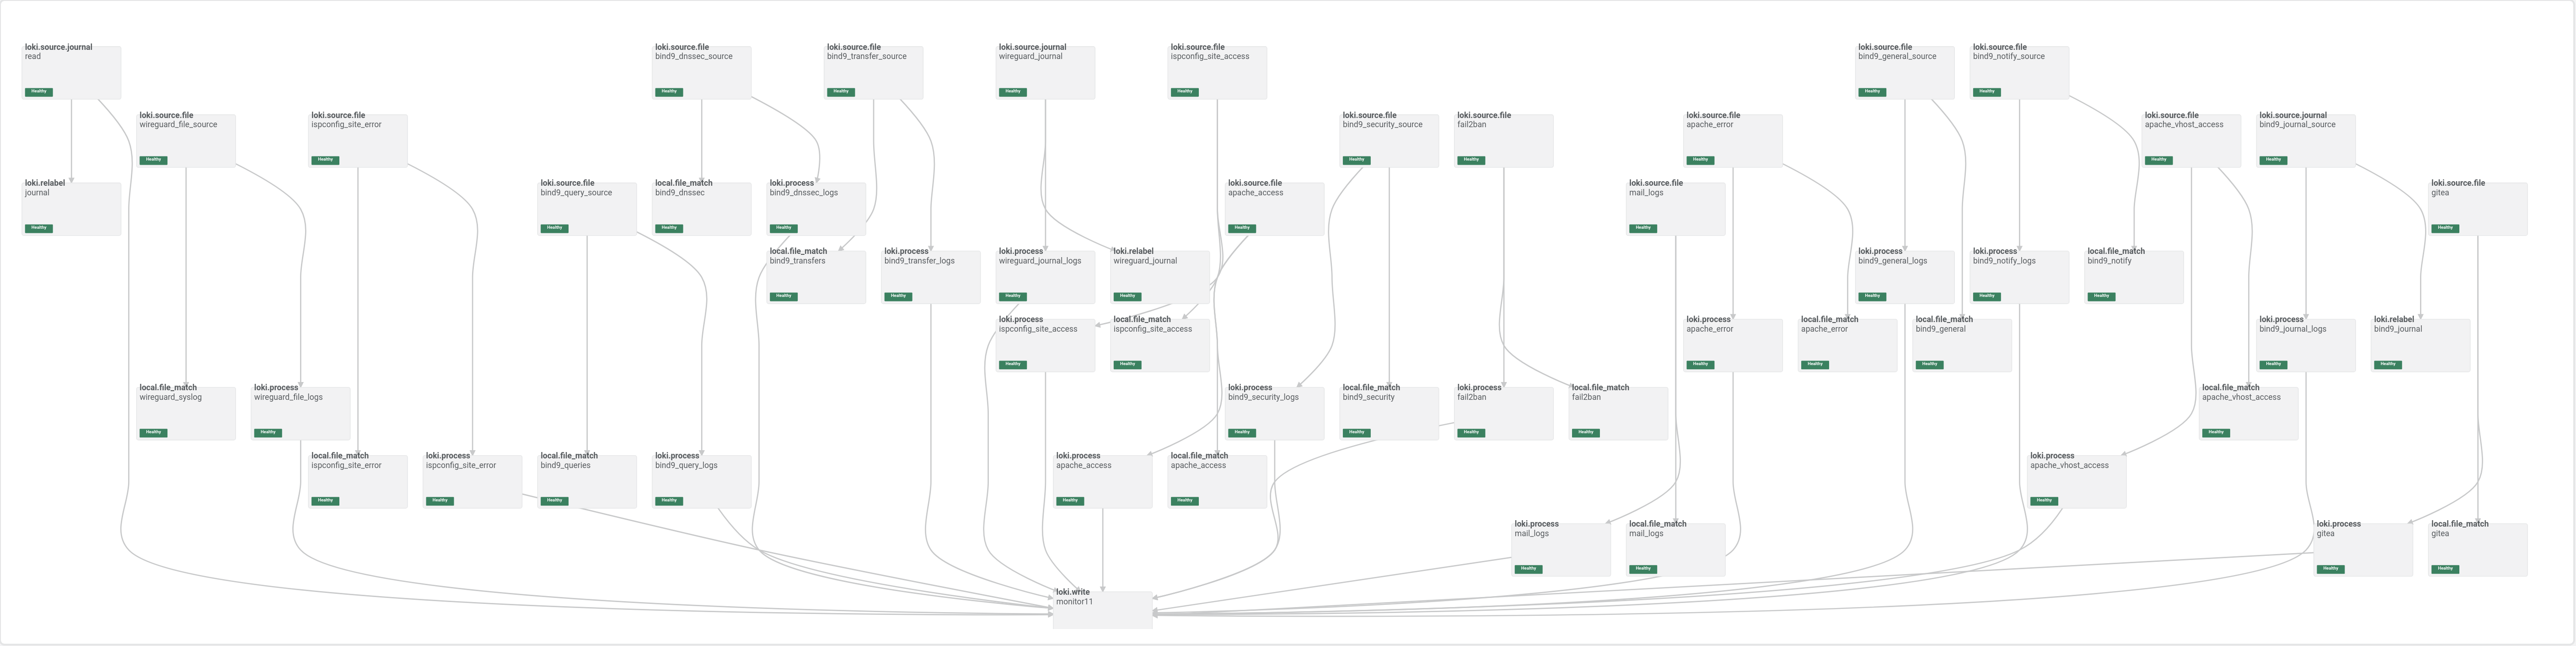 loki.source.journal
read
Healthy
loki.source.file
bind9_dnssec_source
Healthy
loki.source.file
bind9_transfer_source
Healthy
loki.source.journal
wireguard_journal
Healthy
loki.source.file
ispconfig_site_access
Healthy
loki.source.file
bind9_general_source
Healthy
loki.source.file
bind9_notify_source
Healthy
loki.source.file
wireguard_file_source
Healthy
loki.source.file
ispconfig_site_error
Healthy
loki.source.file
bind9_security_source
Healthy
loki.source.file
fail2ban
Healthy
loki.source.file
apache_error
Healthy
loki.source.file
apache_vhost_access
Healthy
loki.source.journal
bind9_journal_source
Healthy
loki.relabel
journal
Healthy
loki.source.file
bind9_query_source
Healthy
local.file_match
bind9_dnssec
Healthy
loki.process
bind9_dnssec_logs
Healthy
loki.source.file
apache_access
Healthy
loki.source.file
mail_logs
Healthy
loki.source.file
gitea
Healthy
local.file_match
bind9_transfers
Healthy
loki.process
bind9_transfer_logs
Healthy
loki.process
wireguard_journal_logs
Healthy
loki.relabel
wireguard_journal
Healthy
loki.process
bind9_general_logs
Healthy
loki.process
bind9_notify_logs
Healthy
local.file_match
bind9_notify
Healthy
loki.process
ispconfig_site_access
Healthy
local.file_match
ispconfig_site_access
Healthy
loki.process
apache_error
Healthy
local.file_match
apache_error
Healthy
local.file_match
bind9_general
Healthy
loki.process
bind9_journal_logs
Healthy
loki.relabel
bind9_journal
Healthy
local.file_match
wireguard_syslog
Healthy
loki.process
wireguard_file_logs
Healthy
loki.process
bind9_security_logs
Healthy
local.file_match
bind9_security
Healthy
loki.process
fail2ban
Healthy
local.file_match
fail2ban
Healthy
local.file_match
apache_vhost_access
Healthy
local.file_match
ispconfig_site_error
Healthy
loki.process
ispconfig_site_error
Healthy
local.file_match
bind9_queries
Healthy
loki.process
bind9_query_logs
Healthy
loki.process
apache_access
Healthy
local.file_match
apache_access
Healthy
loki.process
apache_vhost_access
Healthy
loki.process
mail_logs
Healthy
local.file_match
mail_logs
Healthy
loki.process
gitea
Healthy
local.file_match
gitea
Healthy
loki.write
monitor11